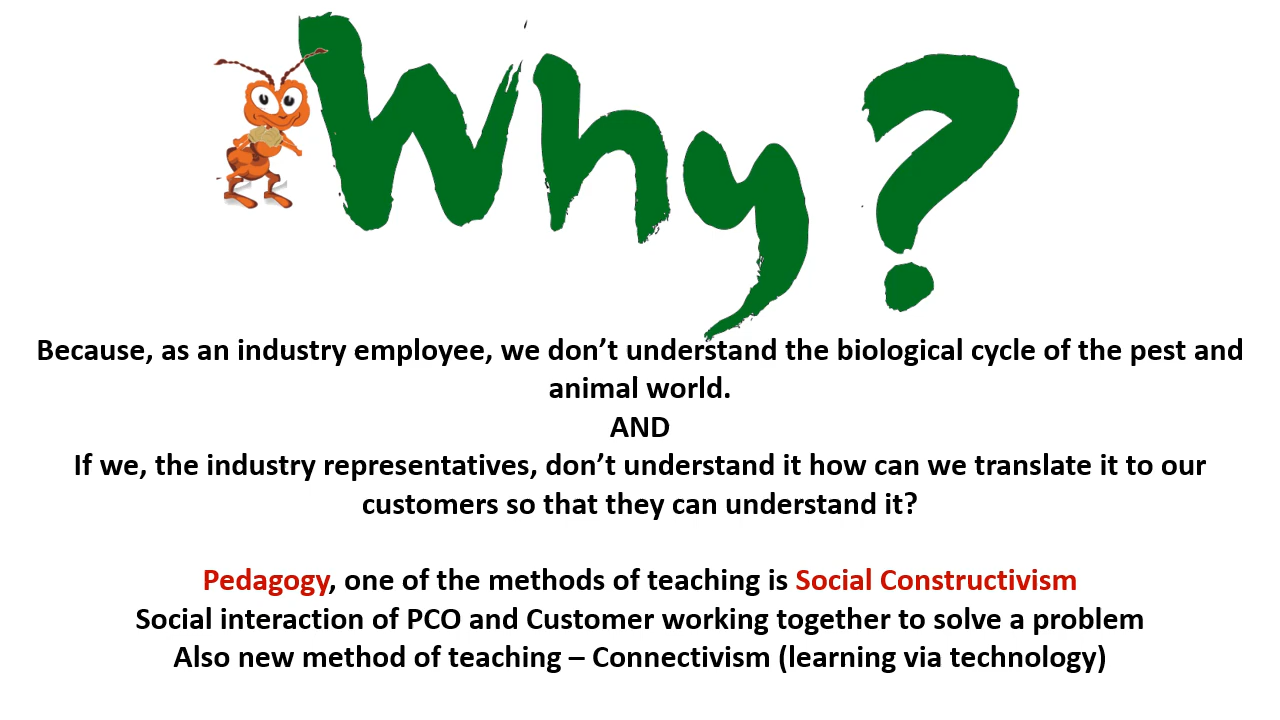 Why?
Because, as an industry employee, we don’t understand the biological cycle of the pest and
animal world.
AND
If we, the industry representatives, don’t understand it how can we translate it to our
customers so that they can understand it?
Pedagogy, one of the methods of teaching is Social Constructivism
Social interaction of PCO and Customer working together to solve a problem
Also new method of teaching – Connectivism (learning via technology)